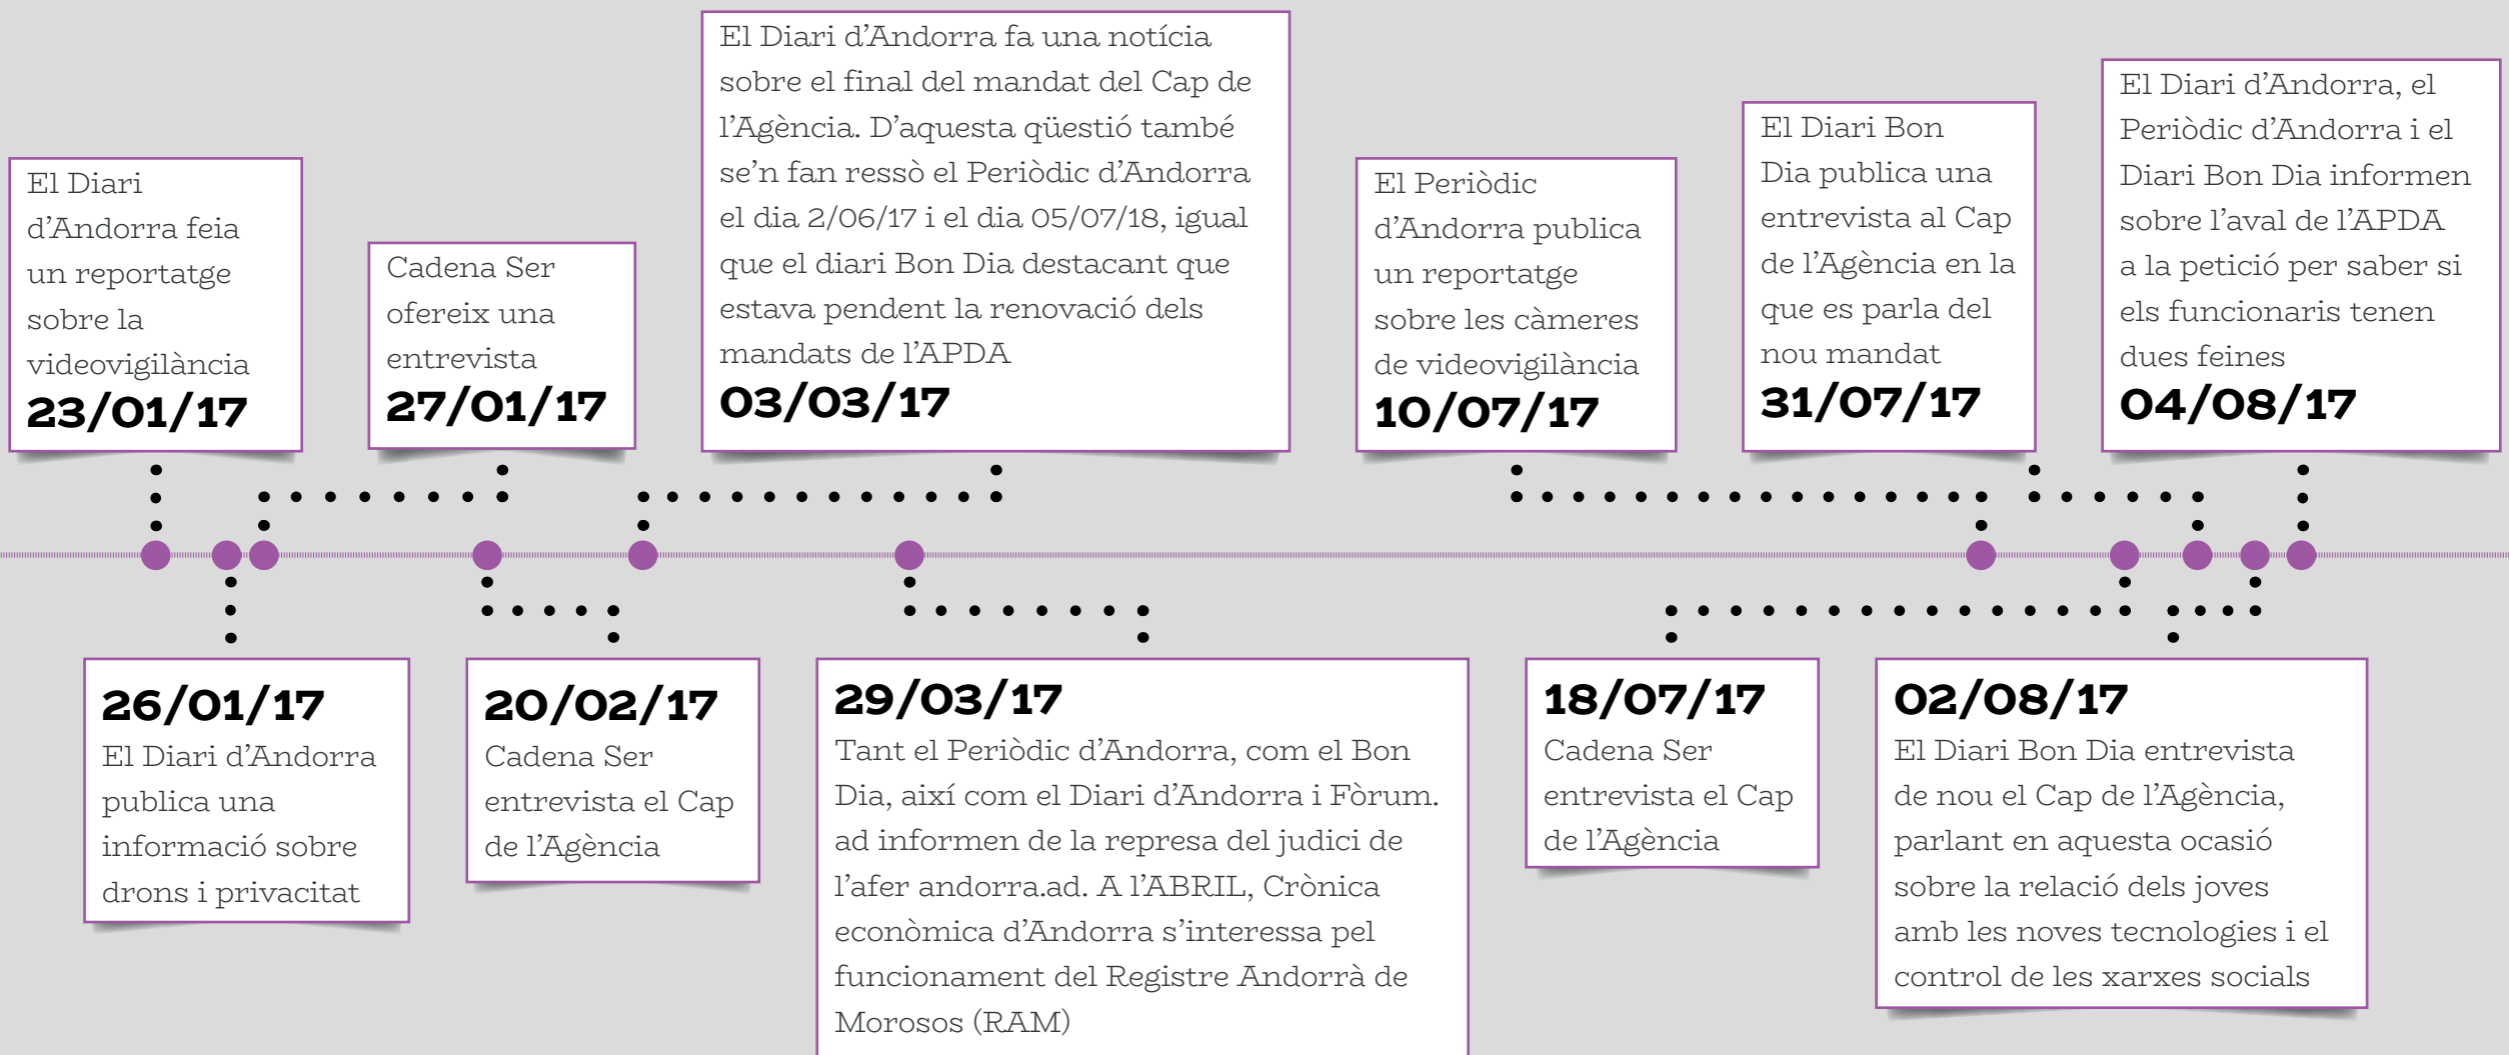 El Diari
d’Andorra feia
un reportatge
sobre la
videovigilància
23/01/17
Cadena Ser
ofereix una
entrevista
27/01/17
El Diari d’Andorra fa una notícia
sobre el final del mandat del Cap de
l’Agència. D’aquesta qüestió també
se’n fan ressò el Periòdic d’Andorra
el dia 2/06/17 i el dia 05/07/18, igual
que el diari Bon Dia destacant que
estava pendent la renovació dels
mandats de l’APDA
03/03/17
El Periòdic
d’Andorra publica
un reportatge
sobre les càmeres
de videovigilància
10/07/17
El Diari Bon
Dia publica una
entrevista al Cap
de l’Agència en la
que es parla del
nou mandat
31/07/17
El Diari d’Andorra, el
Periòdic d’Andorra i el
Diari Bon Dia informen
sobre l’aval de l’APDA
a la petició per saber si
els funcionaris tenen
dues feines
04/08/17
26/01/17
El Diari d’Andorra
publica una
informació sobre
drons i privacitat
20/02/17
Cadena Ser
entrevista el Cap
de l’Agència
29/03/17
Tant el Periòdic d’Andorra, com el Bon
Dia, així com el Diari d’Andorra i Fòrum.
ad informen de la represa del judici de
l’afer andorra.ad. A l’ABRIL, Crònica
econòmica d’Andorra s’interessa pel
funcionament del Registre Andorrà de
Morosos (RAM)
18/07/17
Cadena Ser
entrevista el Cap
de l’Agència
02/08/17
El Diari Bon Dia entrevista
de nou el Cap de l’Agència,
parlant en aquesta ocasió
sobre la relació dels joves
amb les noves tecnologies i el
control de les xarxes socials